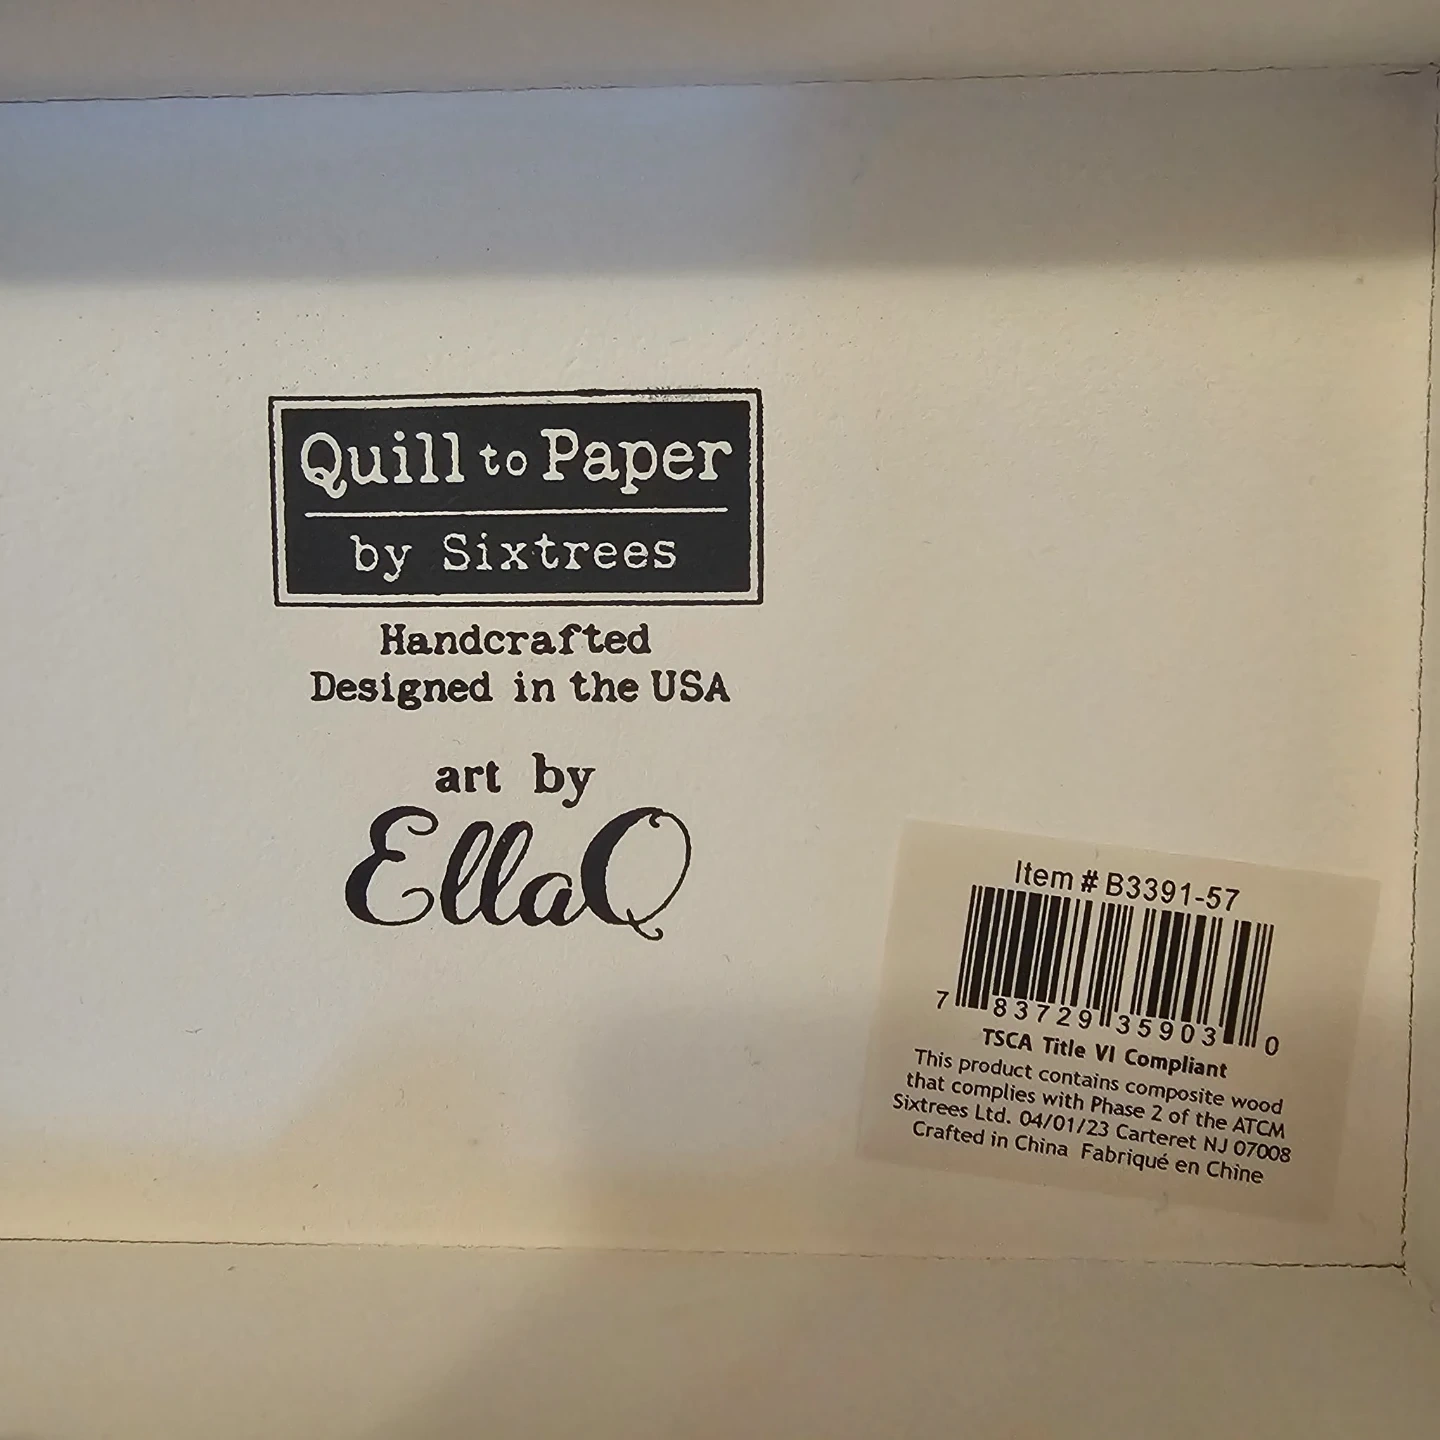 Quill to Paper
by Sixtrees
Handcrafted
Designed in the USA
art by
EllaQ
Item # B3391-57
7 83729 35903 0
TSCA Title VI Compliant
This product contains composite wood
that complies with Phase 2 of the ATCM
Sixtrees Ltd. 04/01/23 Carteret NJ 07008
Crafted in China Fabriqué en Chine